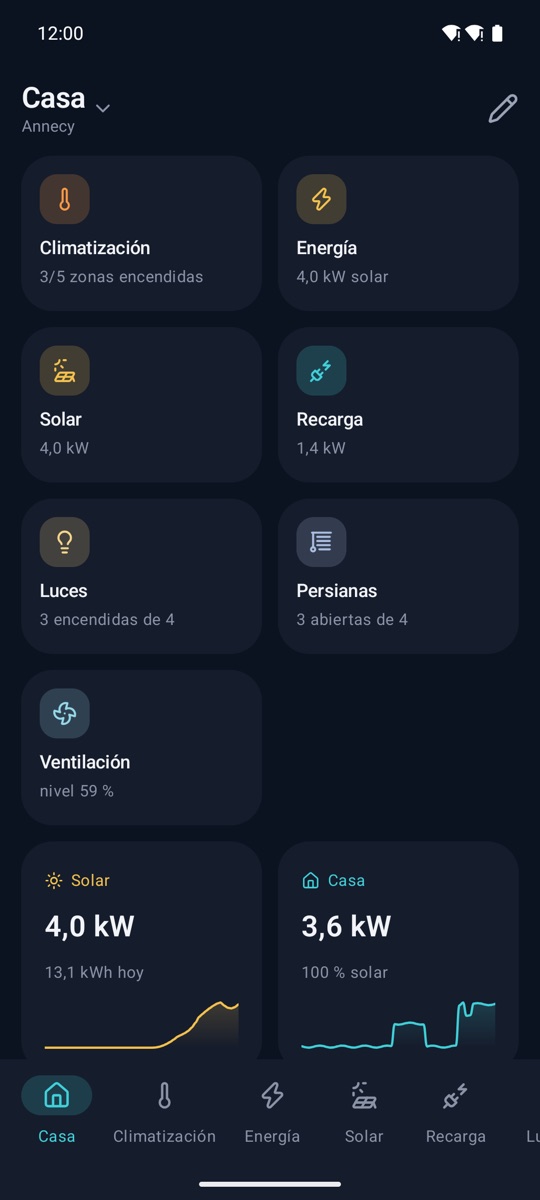 12:00
Casa
Annecy
Climatización
3/5 zonas encendidas
Energía
4,0 kW solar
Solar
4,0 kW
Recarga
1,4 kW
Luces
3 encendidas de 4
Persianas
3 abiertas de 4
Ventilación
nivel 59 %
Solar
4,0 kW
13,1 kWh hoy
Casa
3,6 kW
100 % solar
Casa
Climatización
Energía
Solar
Recarga